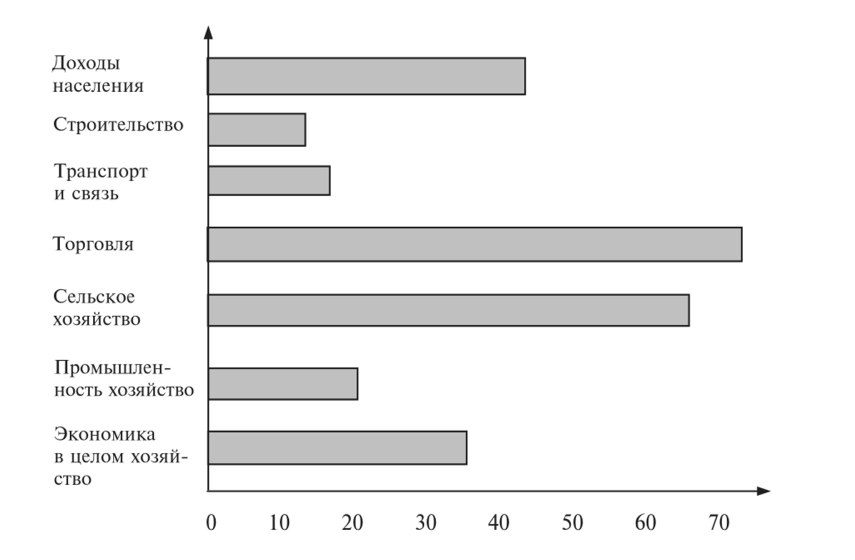 Доходы
населения
Строительство
Транспорт
и связь
Торговля
Сельское
хозяйство
Промышлен-
ность хозяйство
Экономика
в целом хозяй-
ство
0 10 20 30 40 50 60 70